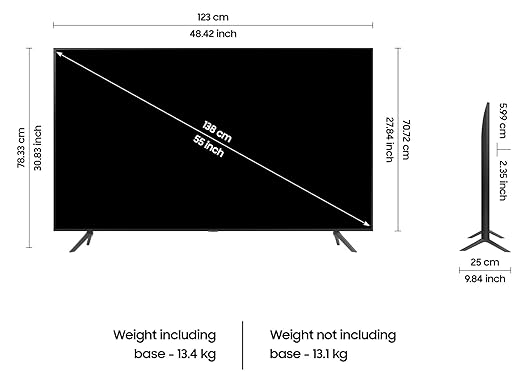 123 cm
48.42 inch
78.33 cm
30.83 inch
138 cm
55 inch
27.84 inch
70.72 cm
5.99 cm
2.35 inch
25 cm
9.84 inch
Weight including
base - 13.4 kg
Weight not including
base - 13.1 kg